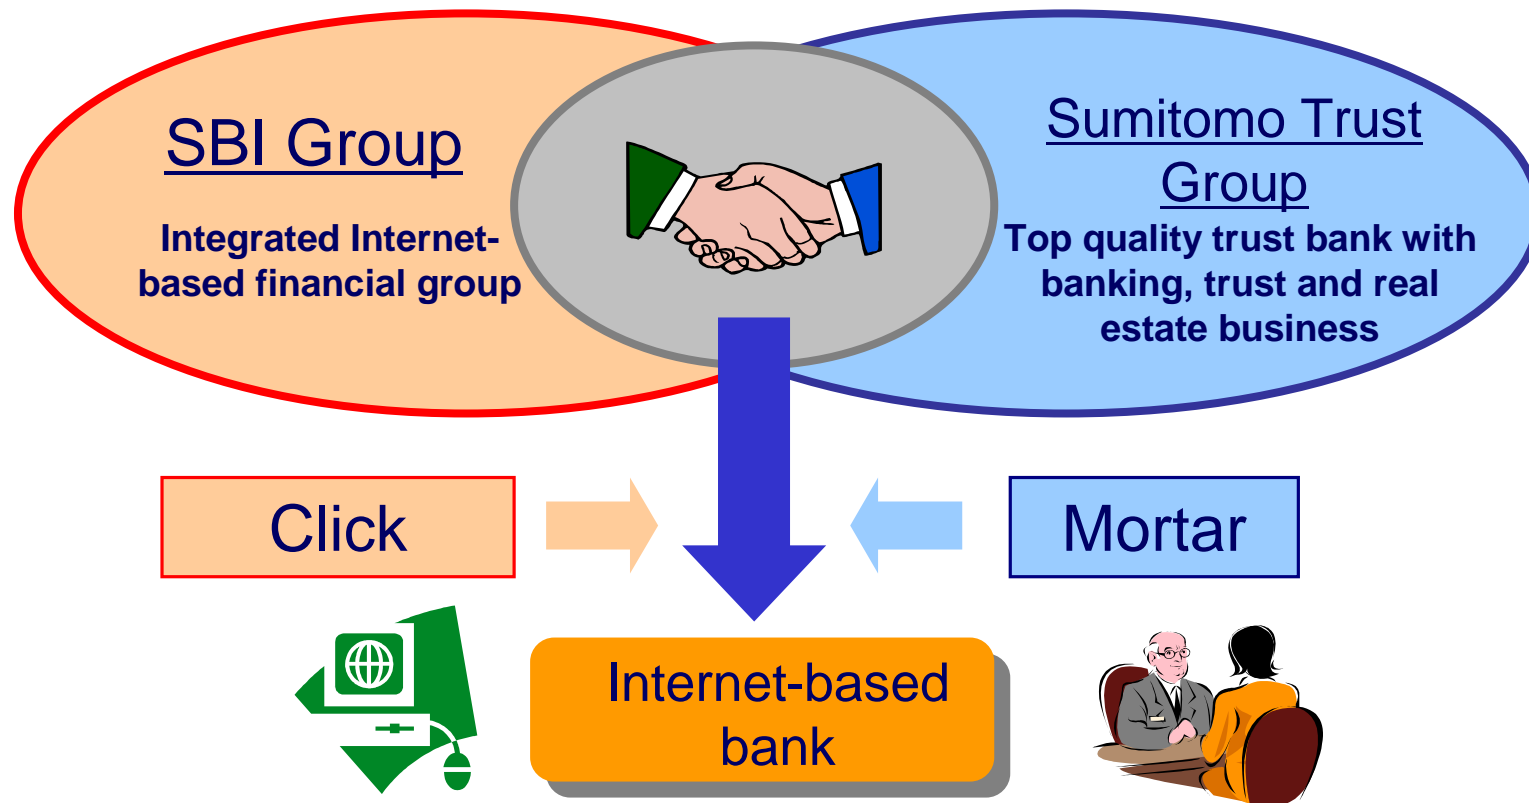 SBI Group
Integrated Internet-
based financial group
Sumitomo Trust
Group
Top quality trust bank with
banking, trust and real
estate business
Click
Mortar
Internet-based
bank